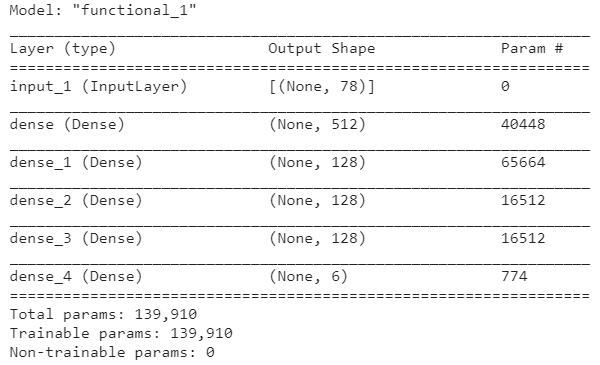 Model: "functional_1"
_________________________________________________________________
Layer (type)                 Output Shape              Param #
=================================================================
input_1 (InputLayer)         [(None, 78)]              0
_________________________________________________________________
dense (Dense)                (None, 512)               40448
_________________________________________________________________
dense_1 (Dense)              (None, 128)               65664
_________________________________________________________________
dense_2 (Dense)              (None, 128)               16512
_________________________________________________________________
dense_3 (Dense)              (None, 128)               16512
_________________________________________________________________
dense_4 (Dense)              (None, 6)                 774
=================================================================
Total params: 139,910
Trainable params: 139,910
Non-trainable params: 0